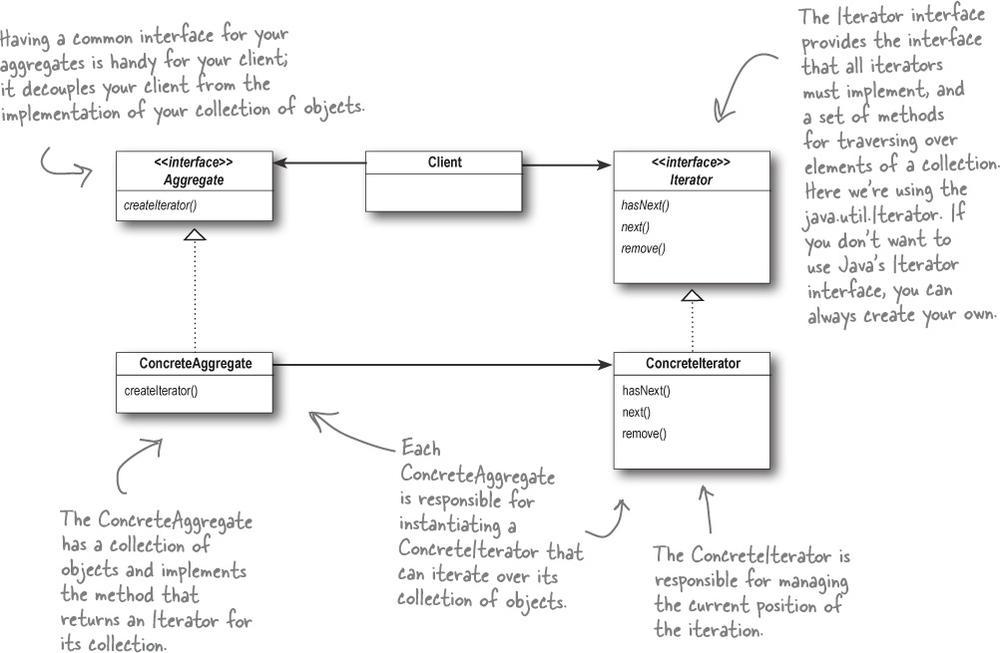 Having a common interface for your
aggregates is handy for your client;
it decouples your client from the
implementation of your collection of objects.
The Iterator interface
provides the interface
that all iterators
must implement, and
a set of methods
for traversing over
elements of a collection.
Here we're using the
java.util.Iterator. If
you don't want to
use Java's Iterator
interface, you can
always create your own.
<<interface>>
Aggregate
createIterator()
Client
<<interface>>
Iterator
hasNext()
next()
remove()
ConcreteAggregate
createIterator()
ConcreteIterator
hasNext()
next()
remove()
The ConcreteAggregate
has a collection of
objects and implements
the method that
returns an Iterator for
its collection.
Each
ConcreteAggregate
is responsible for
instantiating a
ConcreteIterator that
can iterate over its
collection of objects.
The ConcreteIterator is
responsible for managing
the current position of
the iteration.